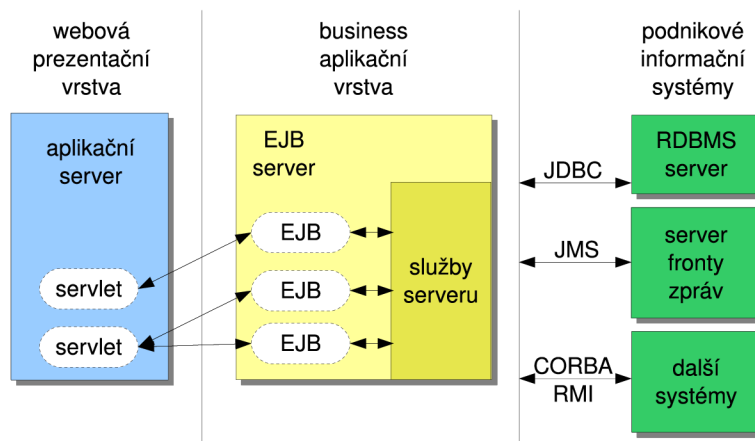 webová
prezentační
vrstva
business
aplikační
vrstva
podnikové
informační
systémy
aplikační
server
servlet
servlet
EJB
server
EJB
EJB
EJB
služby
serveru
JDBC
JMS
CORBA
RMI
RDBMS
server
server
fronty
zpráv
další
systémy